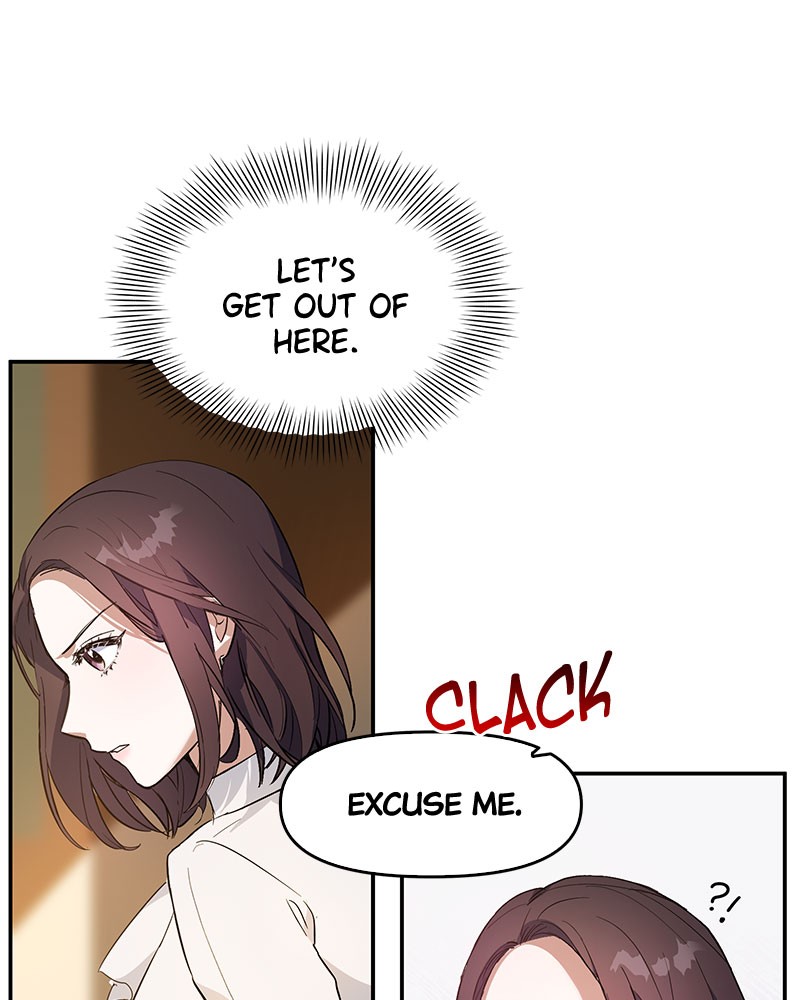 LET'S
GET OUT OF
HERE.
CLACK
EXCUSE ME.
?!